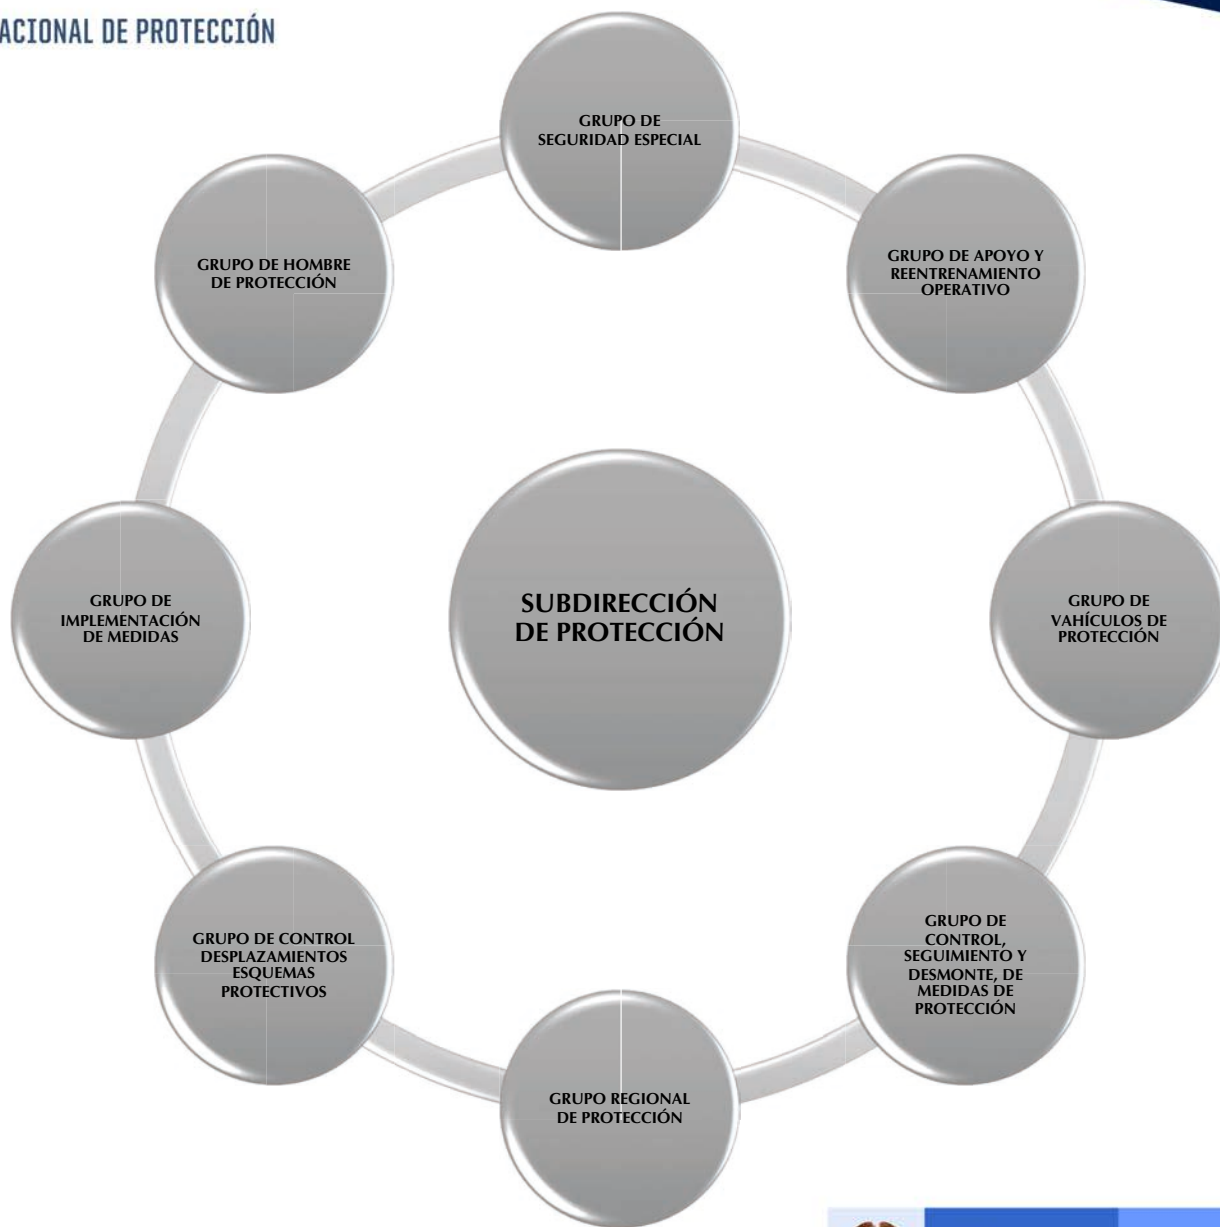 ACIONAL DE PROTECCIÓN
GRUPO DE
SEGURIDAD ESPECIAL
GRUPO DE HOMBRE
DE PROTECCIÓN
GRUPO DE APOYO Y
REENTRENAMIENTO
OPERATIVO
GRUPO DE
IMPLEMENTACIÓN
DE MEDIDAS
SUBDIRECCIÓN
DE PROTECCIÓN
GRUPO DE
VAHÍCULOS DE
PROTECCIÓN
GRUPO DE CONTROL
DESPLAZAMIENTOS
ESQUEMAS
PROTECTIVOS
GRUPO DE
CONTROL,
SEGUIMIENTO Y
DESMONTE, DE
MEDIDAS DE
PROTECCIÓN
GRUPO REGIONAL
DE PROTECCIÓN